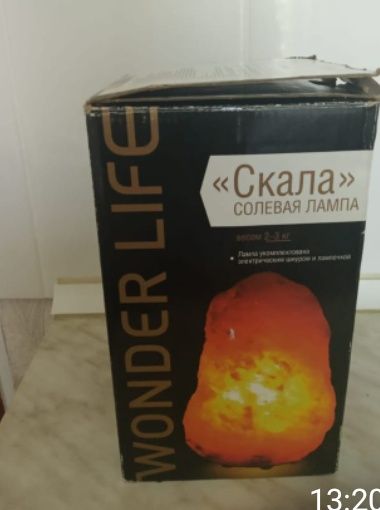 WONDER LIFE
«Скала»
СОЛЕВАЯ ЛАМПА
весом 2-3 кг
• Лампа укомплектована
электрическим шнуром и лампочкой
13:20